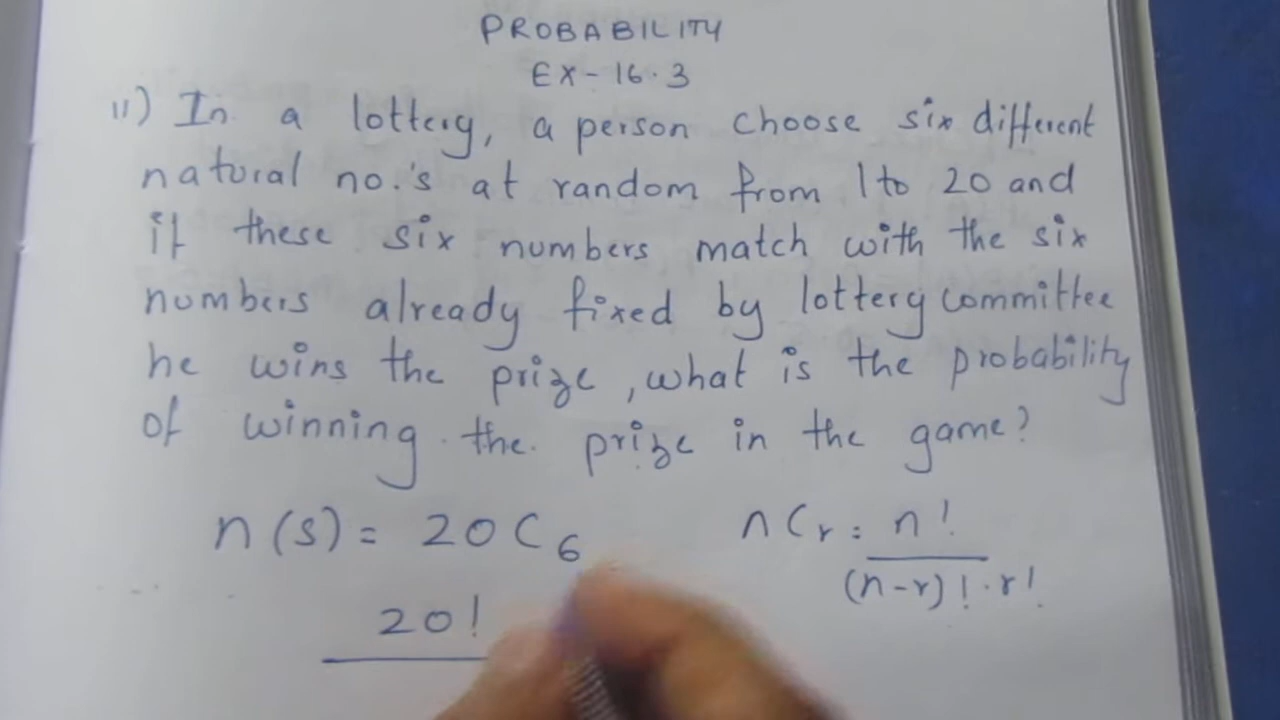 PROBABILITY
EX-16.3
11) In a lottery, a person choose six different
natural no.'s at random from 1 to 20 and
if these six numbers match with the six
numbers already fixed by lottery committee
he wins the prize, what is the probability
of winning the prize in the game?
n(s) = 20C6
nCr = n! / (n-r)!.r!
20!